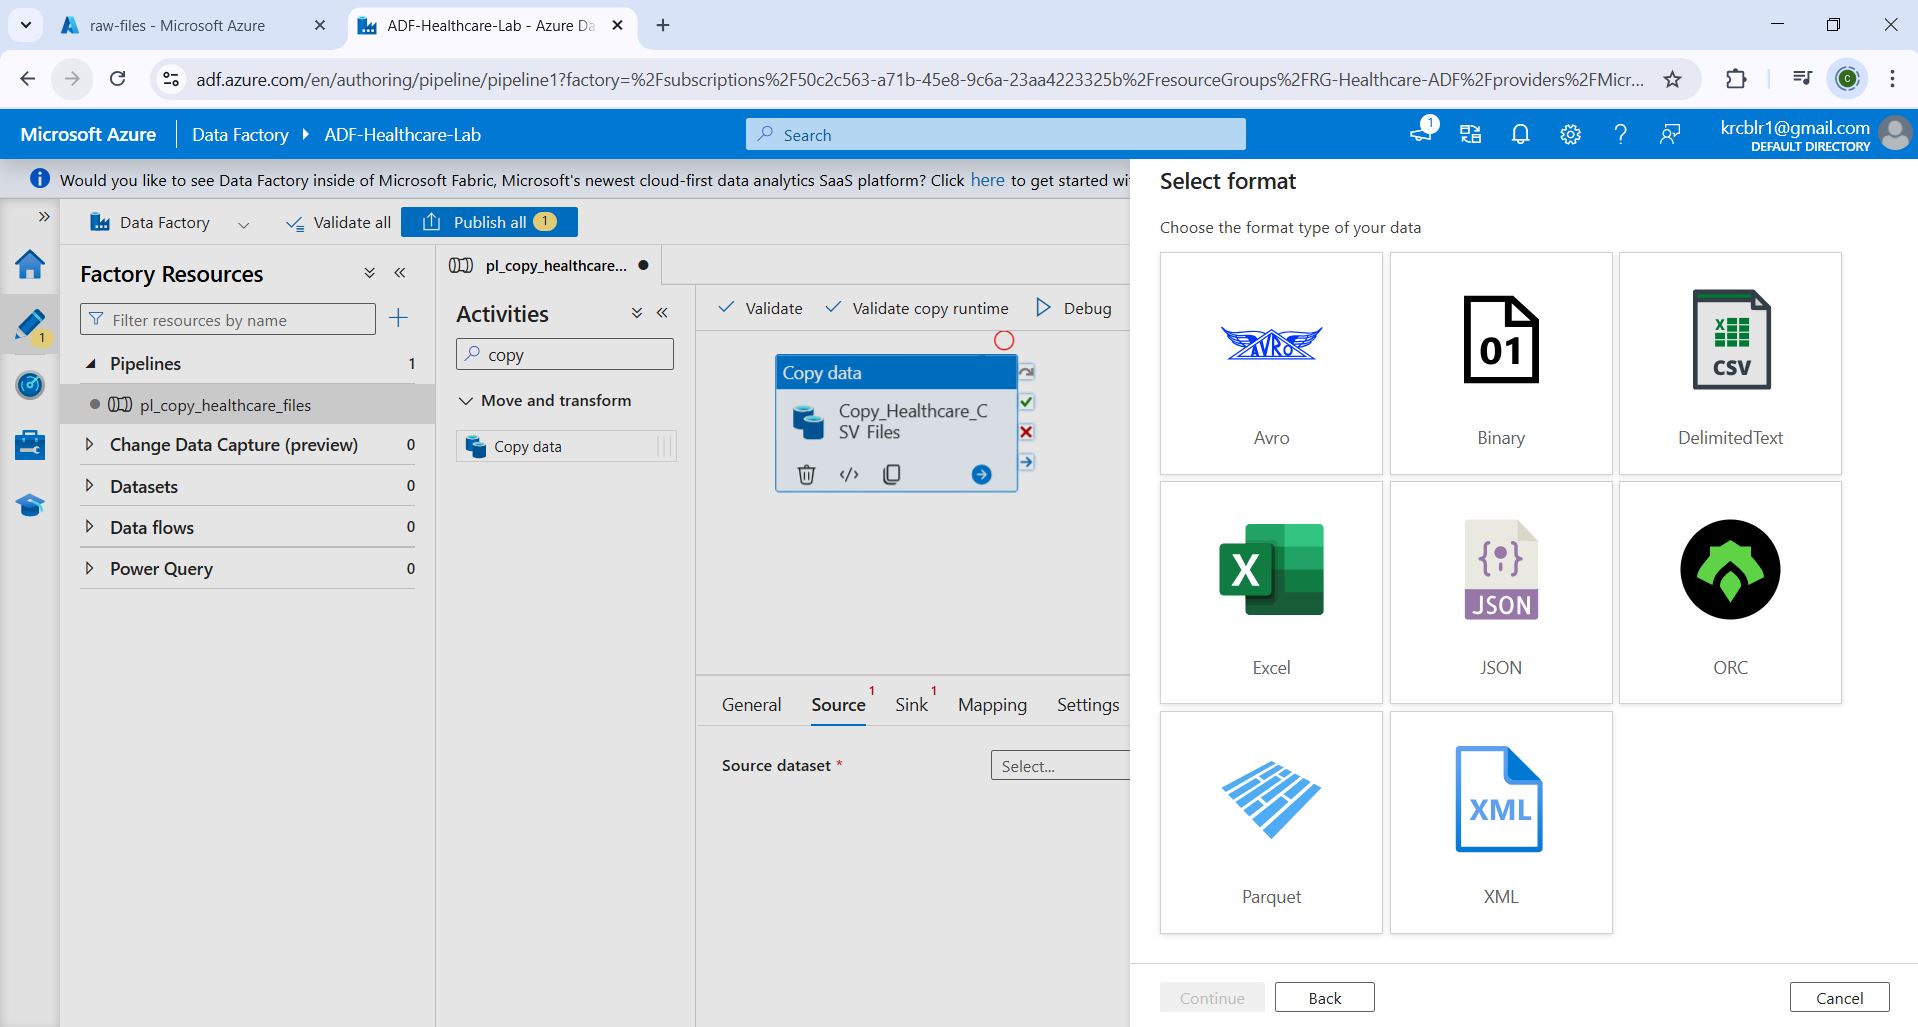 raw-files - Microsoft Azure
ADF-Healthcare-Lab - Azure Da
adf.azure.com/en/authoring/pipeline/pipeline1?factory=%2Fsubscriptions%2F50c2c563-a71b-45e8-9c6a-23aa4223325b%2FresourceGroups%2FRG-Healthcare-ADF%2Fproviders%2FMicr...
C
Microsoft Azure
Data Factory
ADF-Healthcare-Lab
Search
1
krcblr1@gmail.com
DEFAULT DIRECTORY
Would you like to see Data Factory inside of Microsoft Fabric, Microsoft's newest cloud-first data analytics SaaS platform? Click here to get started wi
Data Factory
Validate all
Publish all 1
1
Factory Resources
Filter resources by name
Pipelines 1
pl_copy_healthcare_files
Change Data Capture (preview) 0
Datasets 0
Data flows 0
Power Query 0
pl_copy_healthcare...
Activities
copy
Move and transform
Copy data
Validate
Validate copy runtime
Debug
Copy data
Copy_Healthcare_C
SV Files
General
Source 1
Sink 1
Mapping
Settings
Source dataset *
Select...
Select format
Choose the format type of your data
AVRO
Avro
01
Binary
X
CSV
DelimitedText
X
Excel
JSON
JSON
ORC
Parquet
XML
XML
Continue
Back
Cancel